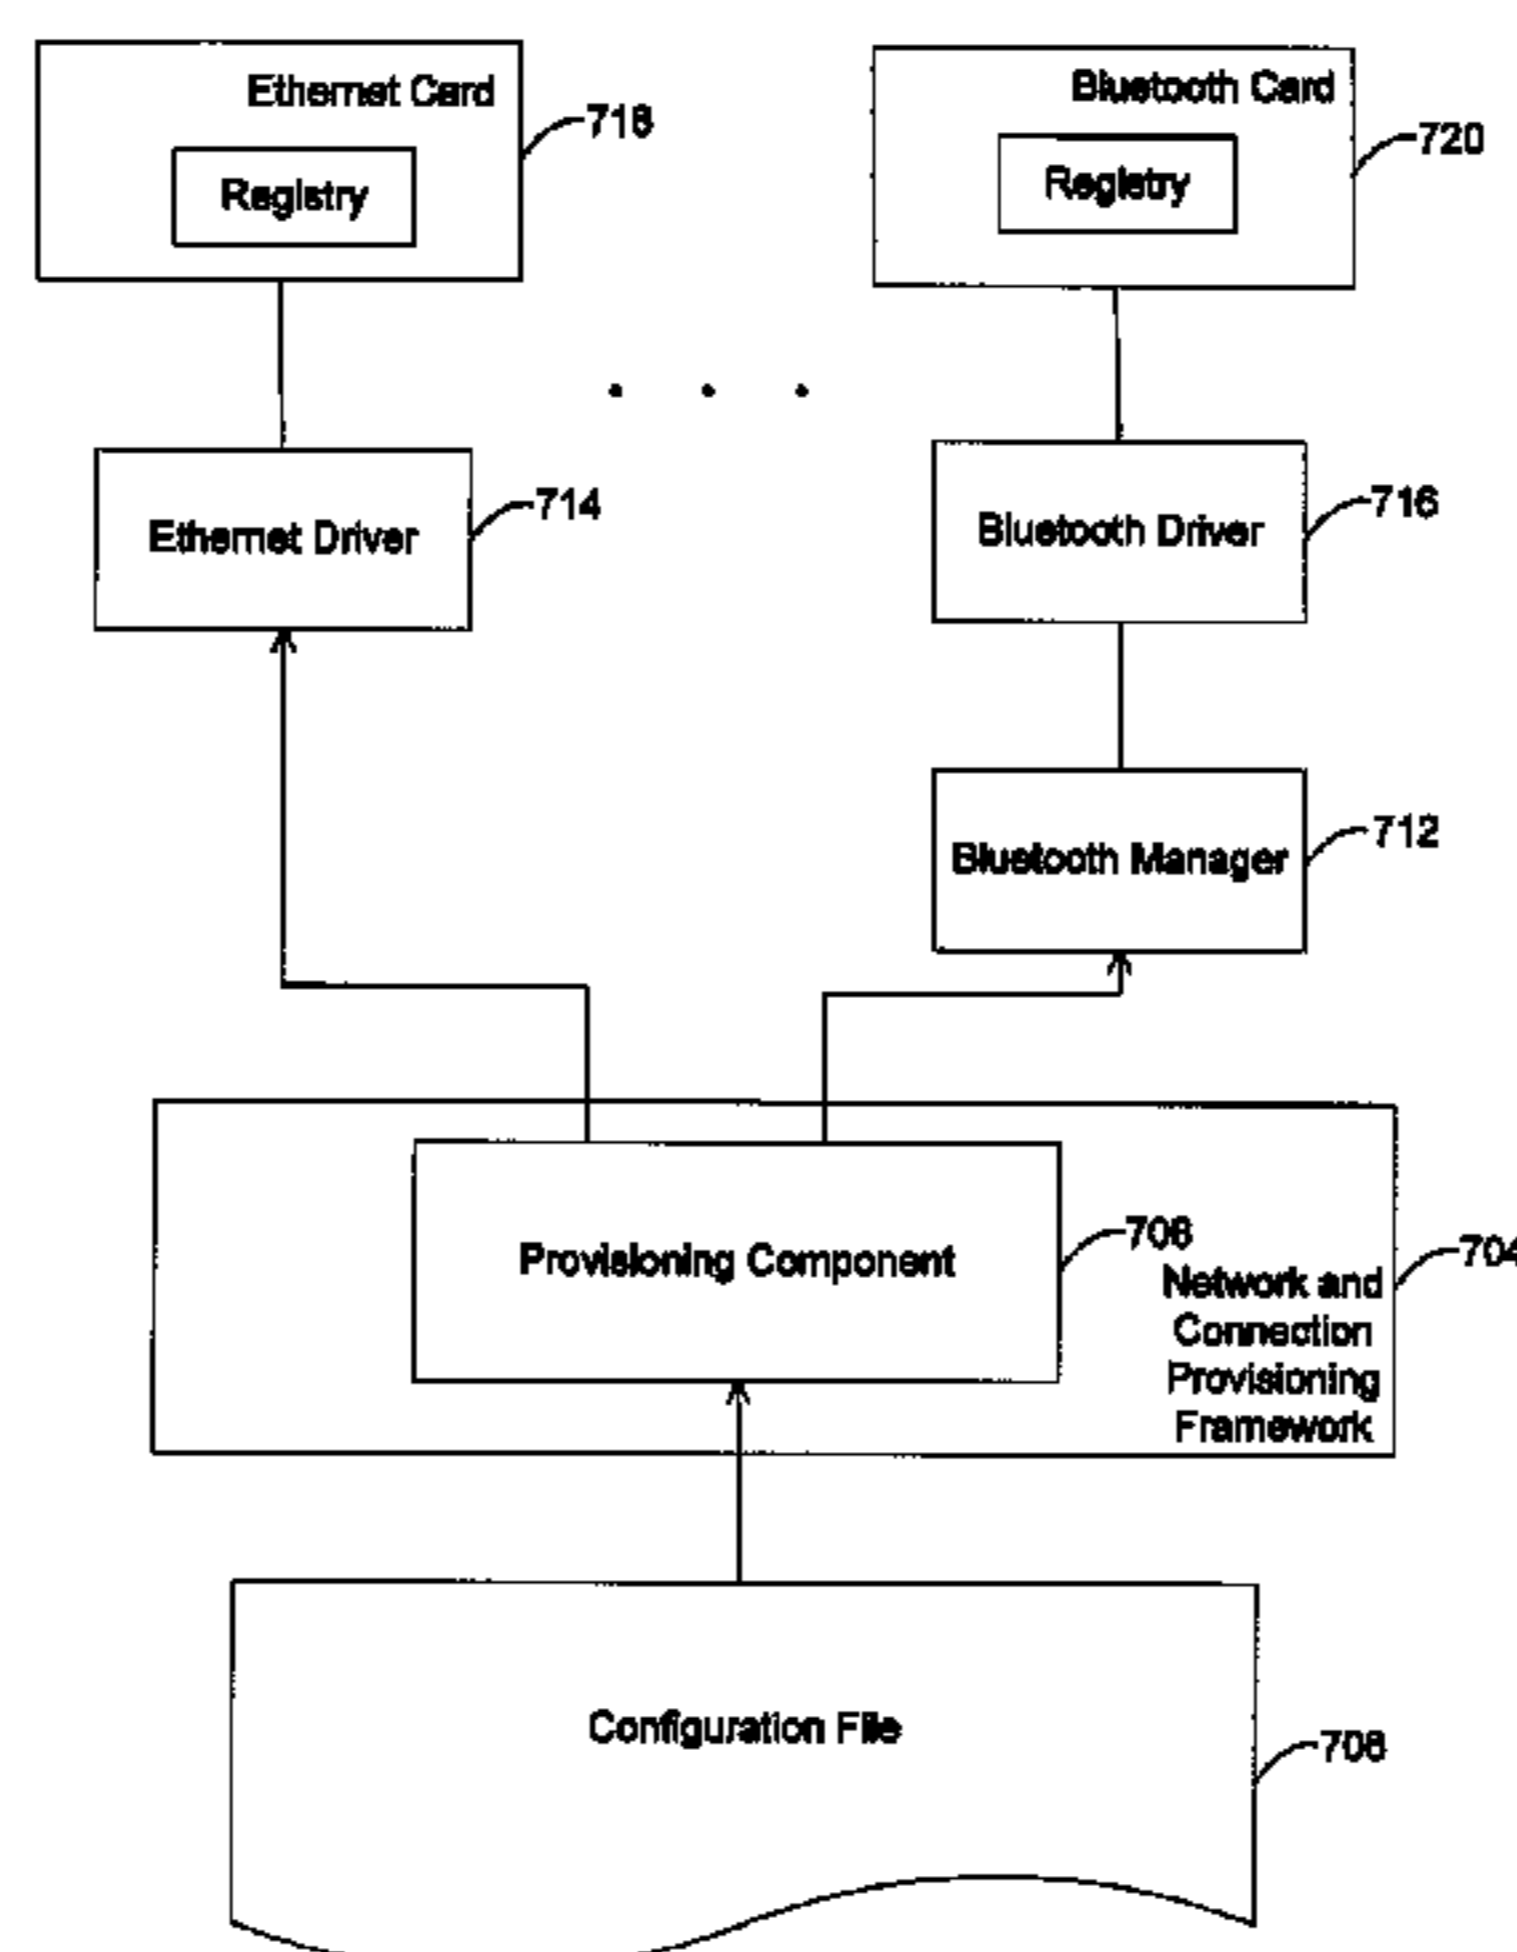 Ethernet Card
718
Registry
Bluetooth Card
720
Registry
Ethernet Driver
714
Bluetooth Driver
716
Bluetooth Manager
712
Provisioning Component
706
Network and
Connection
Provisioning
Framework
704
Configuration File
708